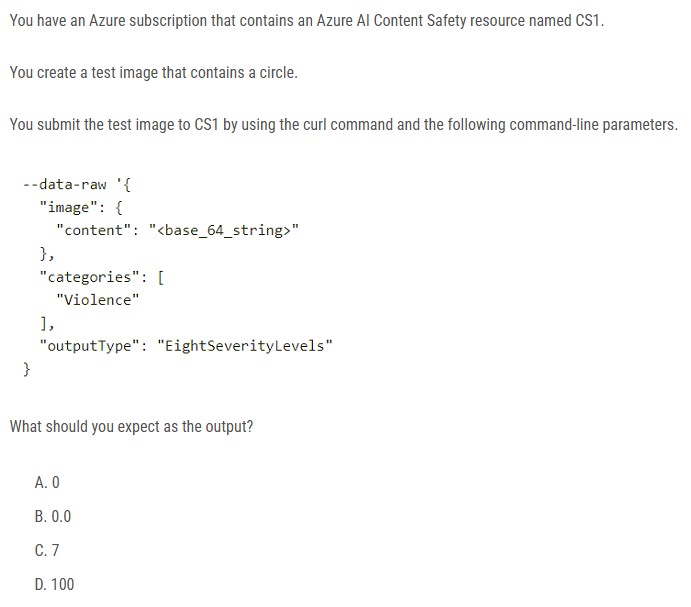 You have an Azure subscription that contains an Azure AI Content Safety resource named CS1.
You create a test image that contains a circle.
You submit the test image to CS1 by using the curl command and the following command-line parameters.
--data-raw '{
"image": {
"content": "<base_64_string>"
},
"categories": [
"Violence"
],
"outputType": "EightSeverityLevels"
}
What should you expect as the output?
A. 0
B. 0.0
C. 7
D. 100